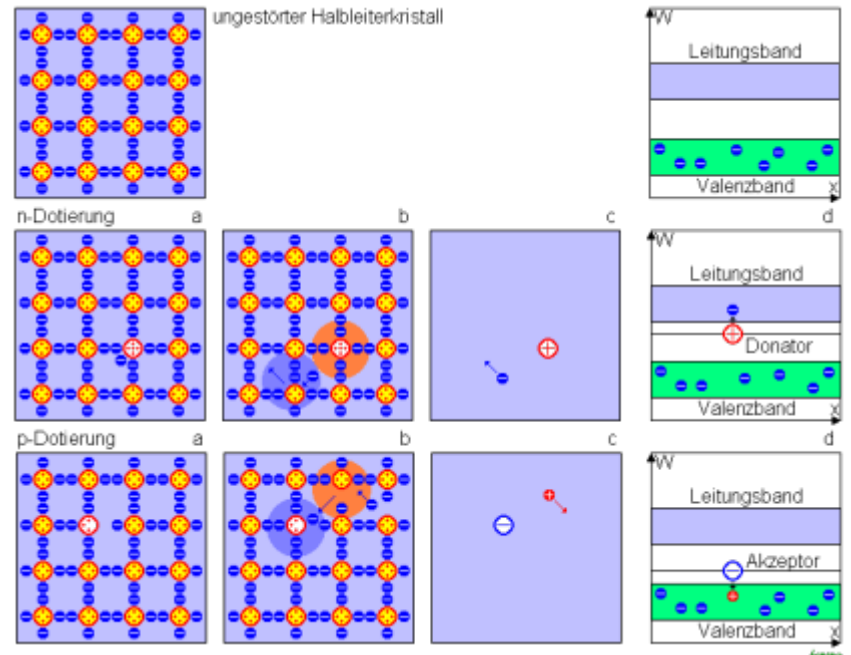 ungestörter Halbleiterkristall
W
Leitungsband
Valenzband x
n-Dotierung a b c d
W
Leitungsband
Donator
Valenzband x
p-Dotierung a b c d
W
Leitungsband
Akzeptor
Valenzband x